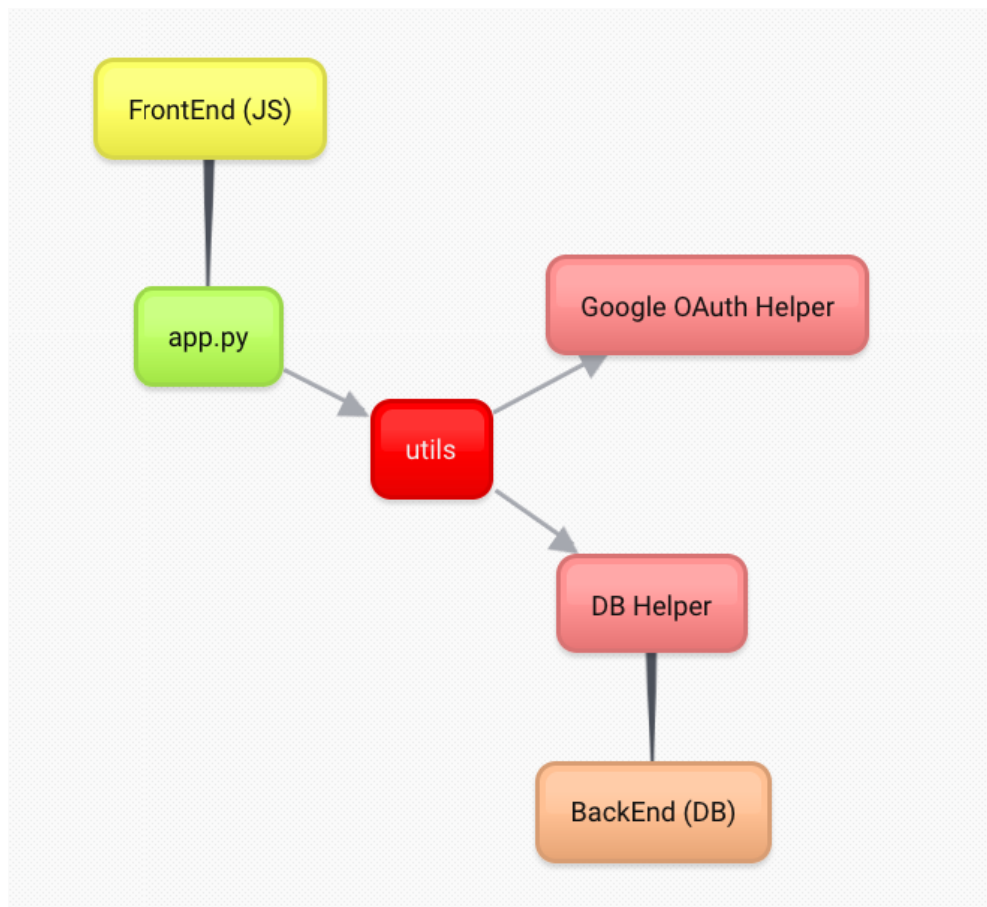 FrontEnd (JS)
Google OAuth Helper
app.py
utils
DB Helper
BackEnd (DB)